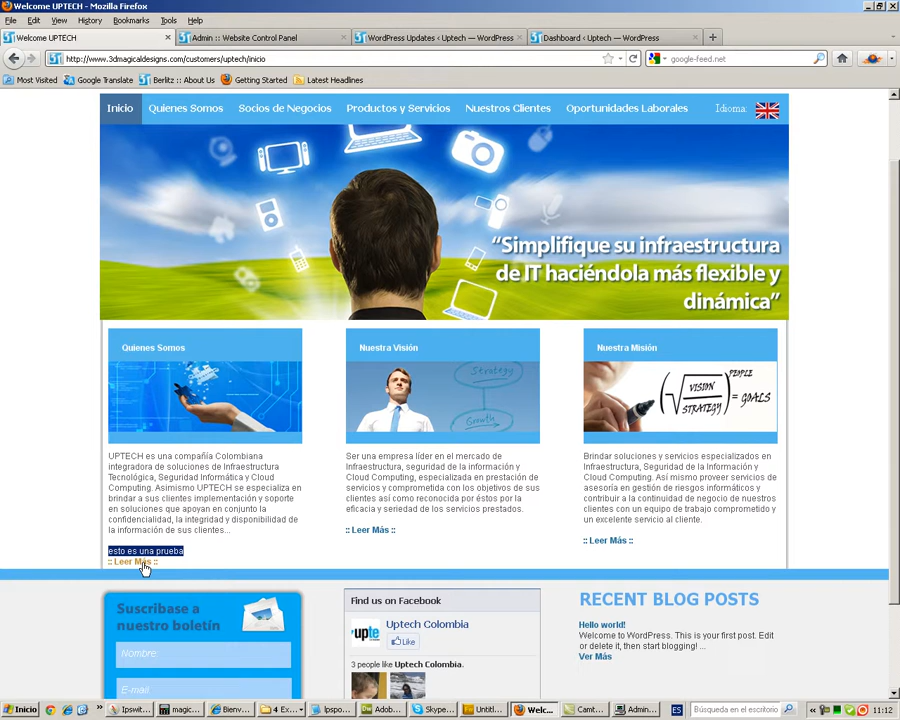 Welcome UPTECH - Mozilla Firefox
File Edit View History Bookmarks Tools Help
Welcome UPTECH
Admin :: Website Control Panel
WordPress Updates ‹ Uptech — WordPress
Dashboard ‹ Uptech — WordPress
http://www.3dmagicaldesigns.com/customers/uptech/inicio
google-feed.net
Most Visited Google Translate Berlitz :: About Us Getting Started Latest Headlines
Inicio Quienes Somos Socios de Negocios Productos y Servicios Nuestros Clientes Oportunidades Laborales Idioma:
“Simplifique su infraestructura
de IT haciéndola más flexible y
dinámica”
Quienes Somos
UPTECH es una compañía Colombiana
integradora de soluciones de Infraestructura
Tecnológica, Seguridad Informática y Cloud
Computing. Asimismo UPTECH se especializa en
brindar a sus clientes implementación y soporte
en soluciones que apoyan en conjunto la
confidencialidad, la integridad y disponibilidad de
la información de sus clientes...
esto es una prueba
:: Leer Más ::
Nuestra Visión
Strategy
Growth
Ser una empresa líder en el mercado de
Infraestructura, seguridad de la información y
Cloud Computing, especializada en prestación de
servicios y comprometida con los objetivos de sus
clientes así como reconocida por éstos por la
eficacia y seriedad de los servicios prestados.
:: Leer Más ::
Nuestra Misión
VISION
STRATEGY
PEOPLE
= GOALS
Brindar soluciones y servicios especializados en
Infraestructura, Seguridad de la Información y
Cloud Computing. Así mismo proveer servicios de
asesoría en gestión de riesgos informáticos y
contribuir a la continuidad de negocio de nuestros
clientes con un equipo de trabajo comprometido y
un excelente servicio al cliente.
:: Leer Más ::
Suscribase a
nuestro boletín
Nombre:
E-mail:
Find us on Facebook
upte
Uptech Colombia
Like
3 people like Uptech Colombia.
RECENT BLOG POSTS
Hello world!
Welcome to WordPress. This is your first post. Edit
or delete it, then start blogging! ...
Ver Más
Inicio
Ipswit...
magic...
Bienv...
4 Ex...
Ipspo...
Adob...
Skype...
Untitl...
Welc...
Camt...
Admin...
ES
Búsqueda en el escritorio
11:12